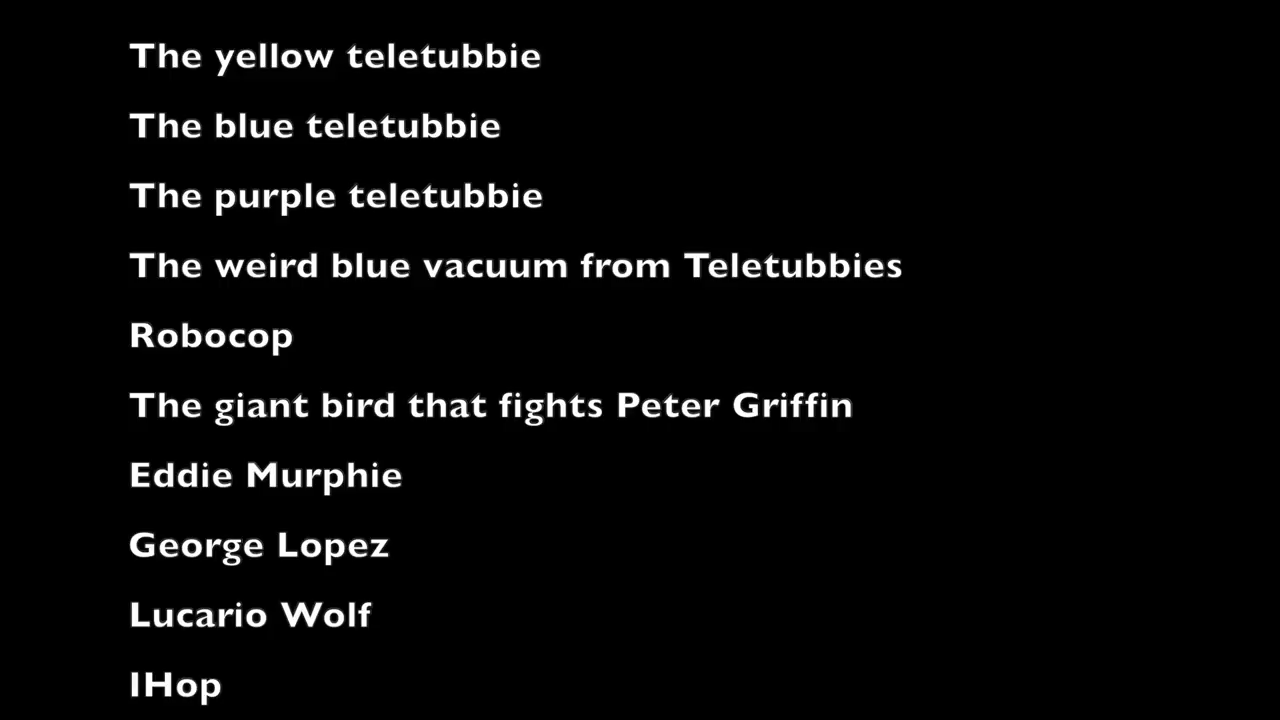 The yellow teletubbie
The blue teletubbie
The purple teletubbie
The weird blue vacuum from Teletubbies
Robocop
The giant bird that fights Peter Griffin
Eddie Murphie
George Lopez
Lucario Wolf
IHop